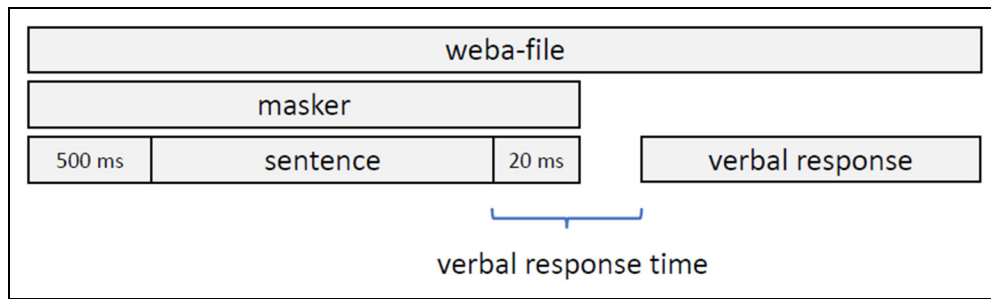 weba-file
masker
500 ms sentence 20 ms verbal response
verbal response time